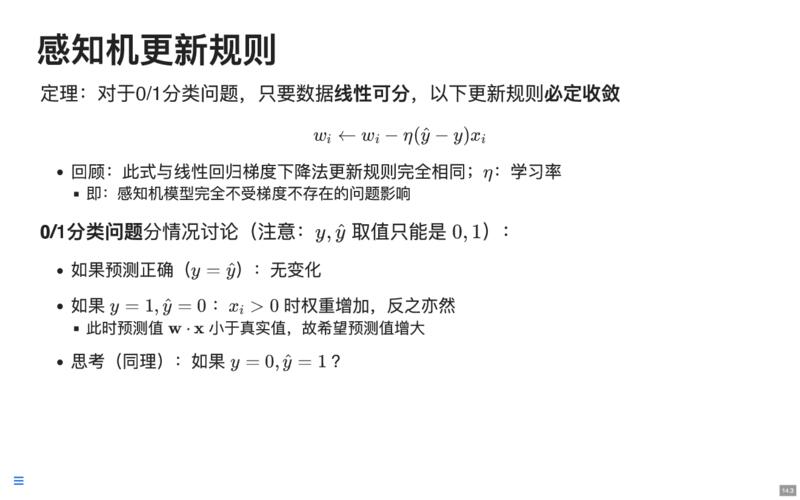 感知机更新规则
定理：对于0/1分类问题，只要数据线性可分，以下更新规则必定收敛
$w_i \leftarrow w_i - \eta(\hat{y} - y)x_i$
• 回顾：此式与线性回归梯度下降法更新规则完全相同；$\eta$：学习率
▪ 即：感知机模型完全不受梯度不存在的问题影响
0/1分类问题分情况讨论（注意：$y, \hat{y}$ 取值只能是 $0, 1$）：
• 如果预测正确（$y = \hat{y}$）：无变化
• 如果 $y = 1, \hat{y} = 0$：$x_i > 0$ 时权重增加，反之亦然
▪ 此时预测值 $\mathbf{w} \cdot \mathbf{x}$ 小于真实值，故希望预测值增大
• 思考（同理）：如果 $y = 0, \hat{y} = 1$？
14.3